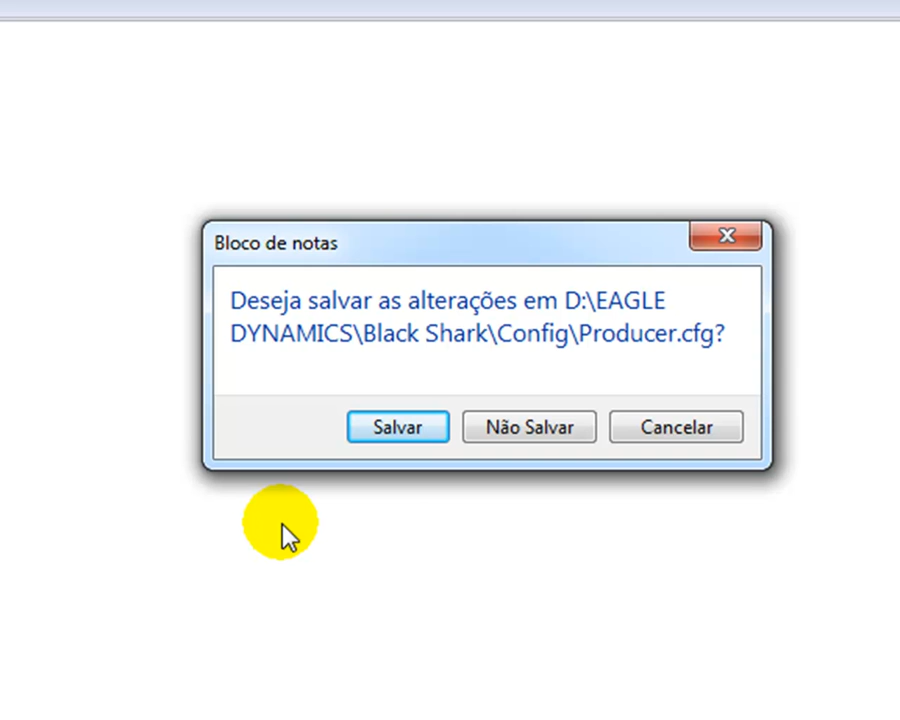 Bloco de notas
Deseja salvar as alterações em D:\EAGLE
DYNAMICS\Black Shark\Config\Producer.cfg?
Salvar
Não Salvar
Cancelar